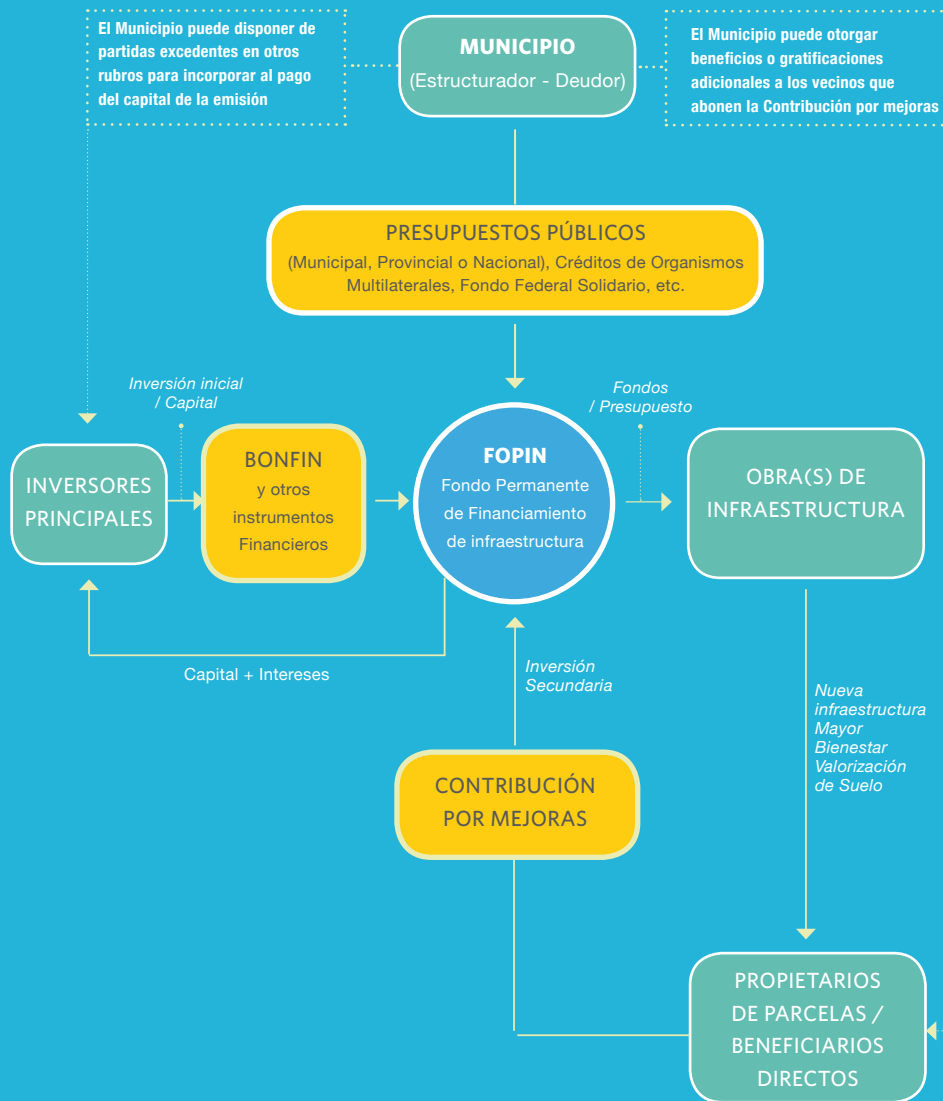 El Municipio puede disponer de
partidas excedentes en otros
rubros para incorporar al pago
del capital de la emisión
MUNICIPIO
(Estructurador - Deudor)
El Municipio puede otorgar
beneficios o gratificaciones
adicionales a los vecinos que
abonen la Contribución por mejoras
PRESUPUESTOS PÚBLICOS
(Municipal, Provincial o Nacional), Créditos de Organismos
Multilaterales, Fondo Federal Solidario, etc.
Inversión inicial
/ Capital
Fondos
/ Presupuesto
INVERSORES
PRINCIPALES
BONFIN
y otros
instrumentos
Financieros
FOPIN
Fondo Permanente
de Financiamiento
de infraestructura
OBRA(S) DE
INFRAESTRUCTURA
Capital + Intereses
Inversión
Secundaria
Nueva
infraestructura
Mayor
Bienestar
Valorización
de Suelo
CONTRIBUCIÓN
POR MEJORAS
PROPIETARIOS
DE PARCELAS /
BENEFICIARIOS
DIRECTOS